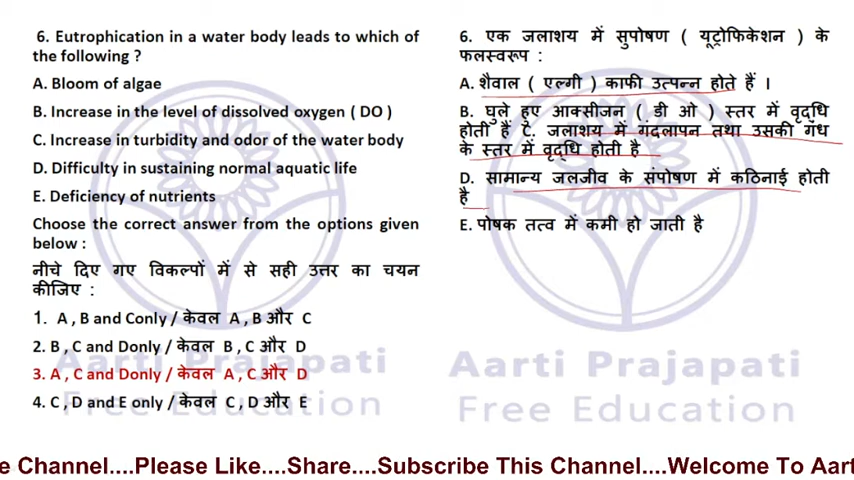 6. Eutrophication in a water body leads to which of
the following ?
A. Bloom of algae
B. Increase in the level of dissolved oxygen ( DO )
C. Increase in turbidity and odor of the water body
D. Difficulty in sustaining normal aquatic life
E. Deficiency of nutrients
Choose the correct answer from the options given
below :
नीचे दिए गए विकल्पों में से सही उत्तर का चयन
कीजिए :
1. A , B and Conly / केवल A , B और C
2. B , C and Donly / केवल B , C और D
3. A , C and Donly / केवल A , C और D
4. C , D and E only / केवल C , D और E
6. एक जलाशय में सुपोषण ( यूट्रोफिकेशन ) के
फलस्वरूप :
A. शैवाल ( एल्गी ) काफी उत्पन्न होते हैं ।
B. घुले हुए आक्सीजन ( डी ओ ) स्तर में वृद्धि
होती हैं C. जलाशय में गंदलापन तथा उसकी गंध
के स्तर में वृद्धि होती है
D. सामान्य जलजीव के संपोषण में कठिनाई होती
है
E. पोषक तत्व में कमी हो जाती है
Aarti Prajapati
Free Education
Aarti Prajapati
Free Education
e Channel....Please Like....Share....Subscribe This Channel....Welcome To Aart